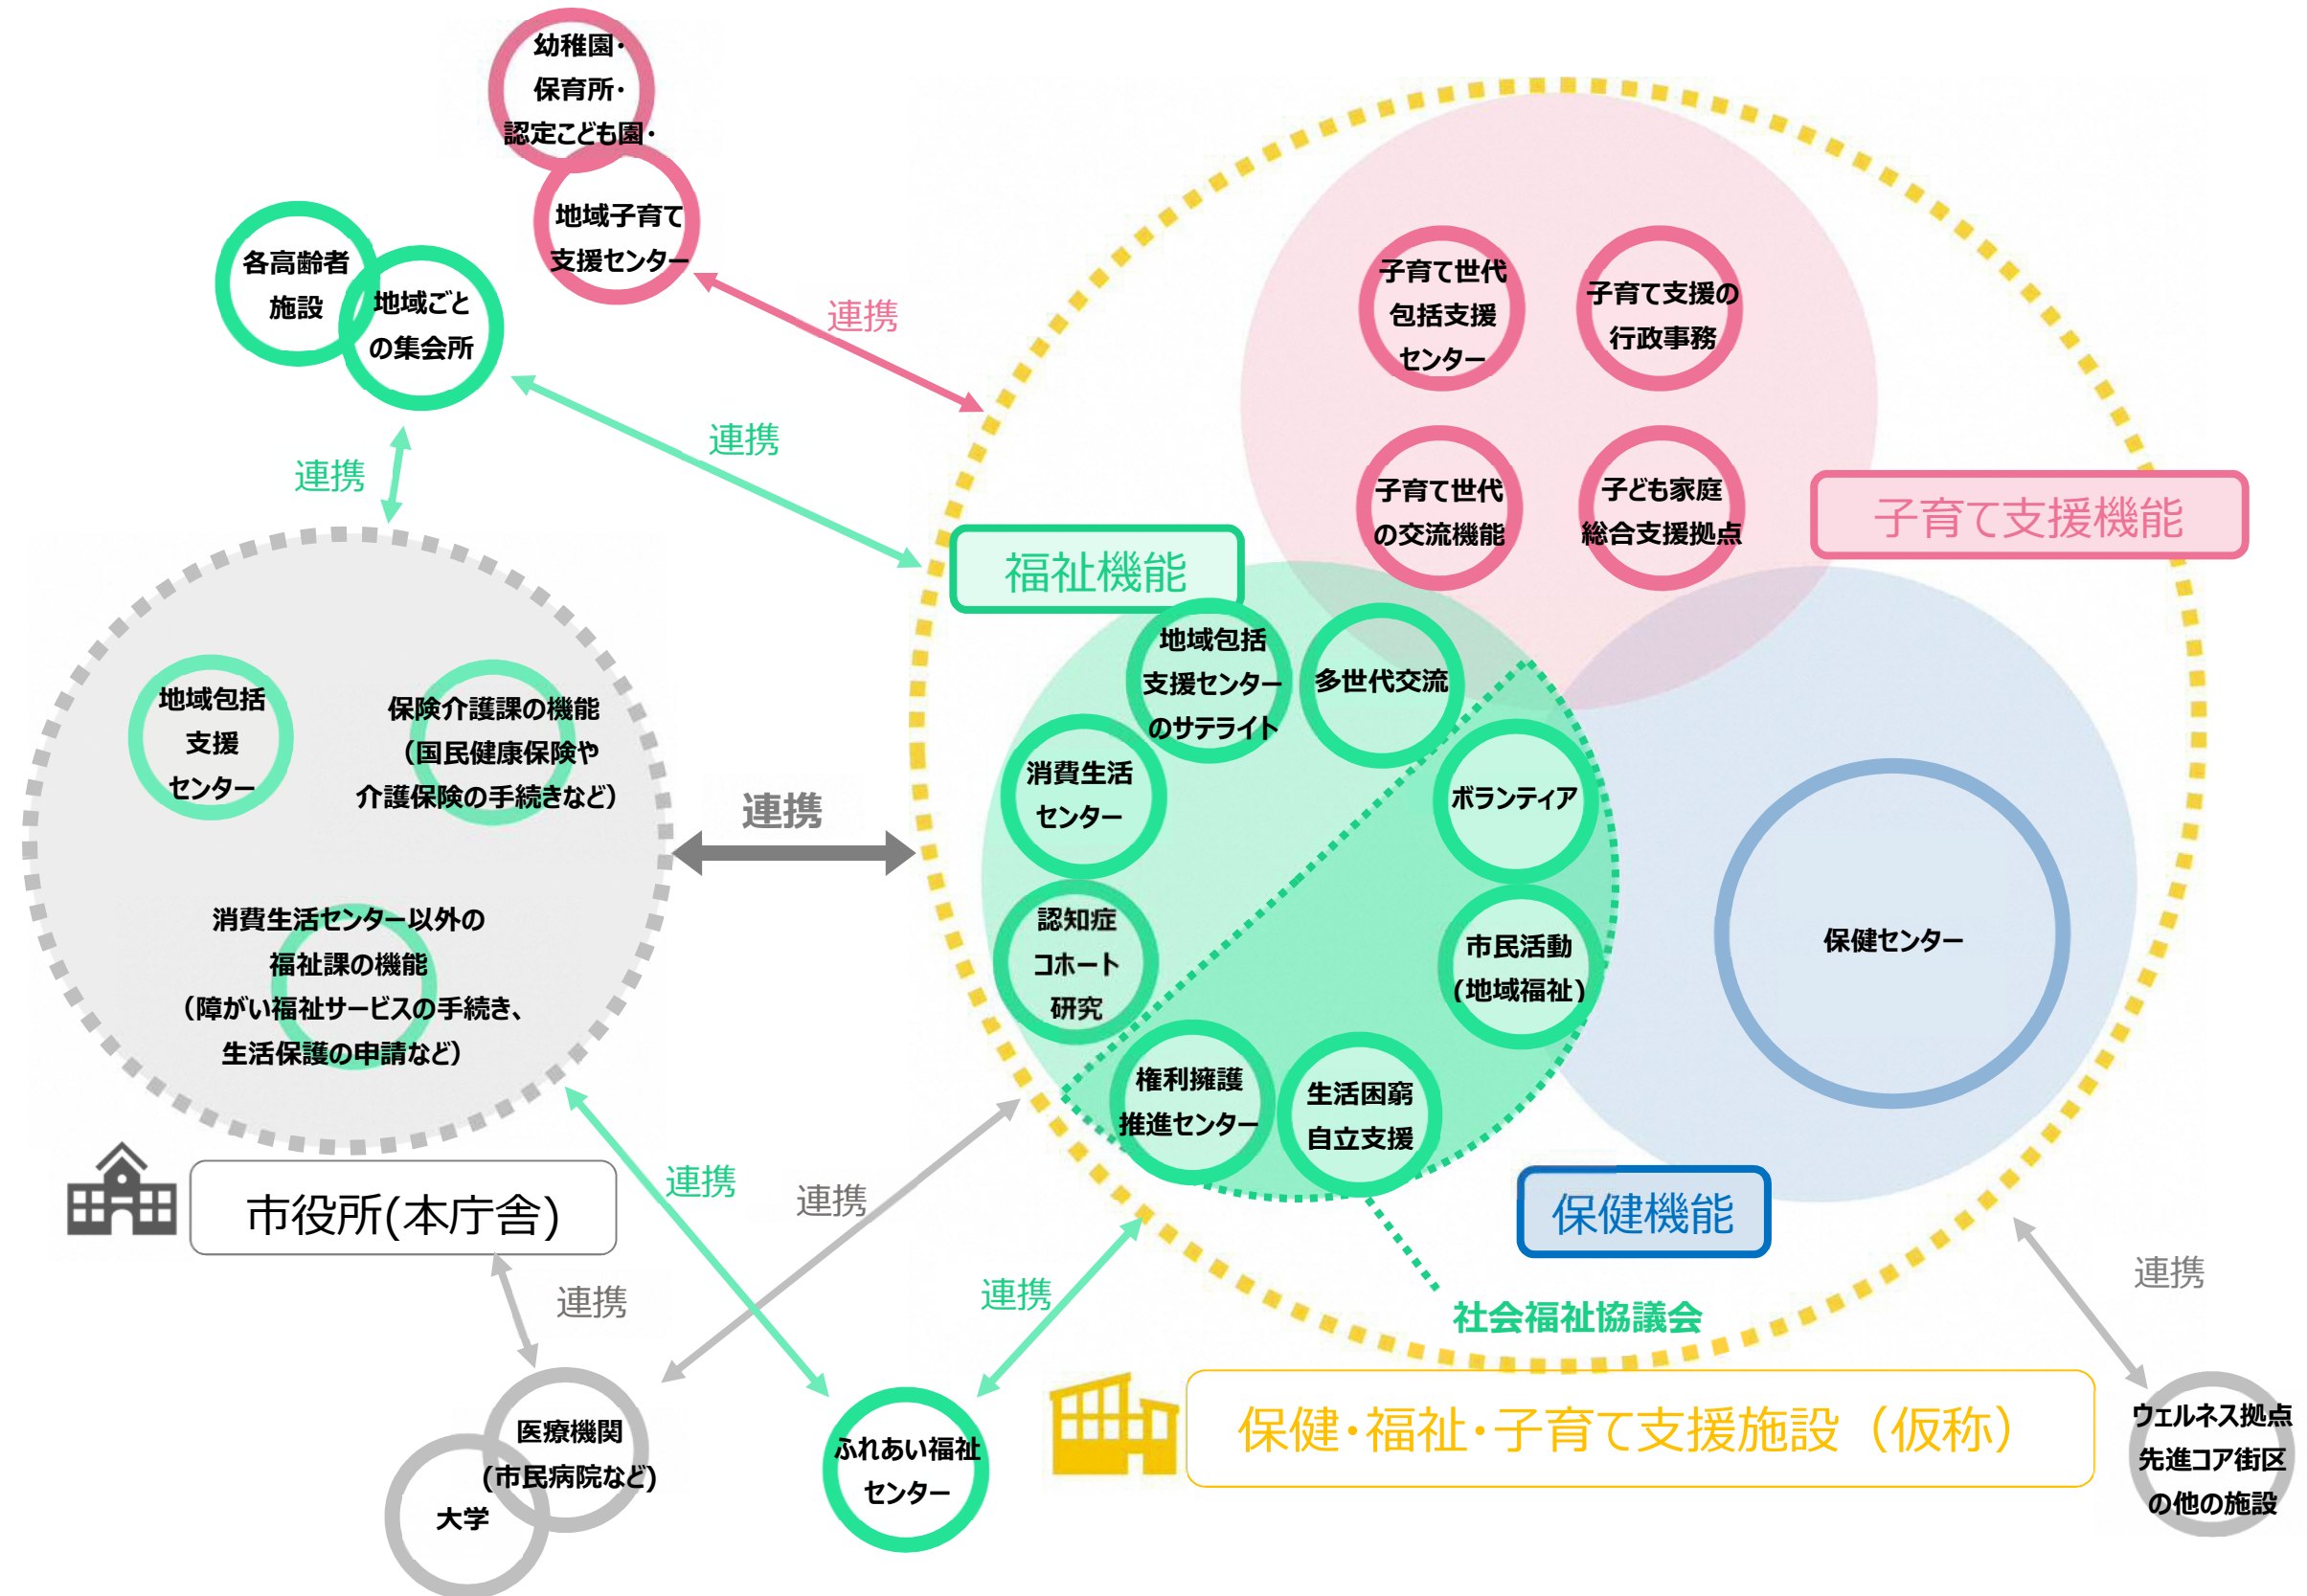 幼稚園・
保育所・
認定こども園・
地域子育て
支援センター
各高齢者
施設
地域ごと
の集会所
連携
連携
連携
子育て世代
包括支援
センター
子育て支援の
行政事務
子育て世代
の交流機能
子ども家庭
総合支援拠点
子育て支援機能
福祉機能
地域包括
支援センター
のサテライト
多世代交流
消費生活
センター
ボランティア
認知症
コホート
研究
市民活動
(地域福祉)
権利擁護
推進センター
生活困窮
自立支援
保健センター
保健機能
社会福祉協議会
地域包括
支援
センター
保険介護課の機能
（国民健康保険や
介護保険の手続きなど）
消費生活センター以外の
福祉課の機能
（障がい福祉サービスの手続き、
生活保護の申請など）
連携
市役所(本庁舎)
連携
連携
連携
連携
連携
医療機関
(市民病院など)
大学
ふれあい福祉
センター
保健・福祉・子育て支援施設（仮称）
ウェルネス拠点
先進コア街区
の他の施設